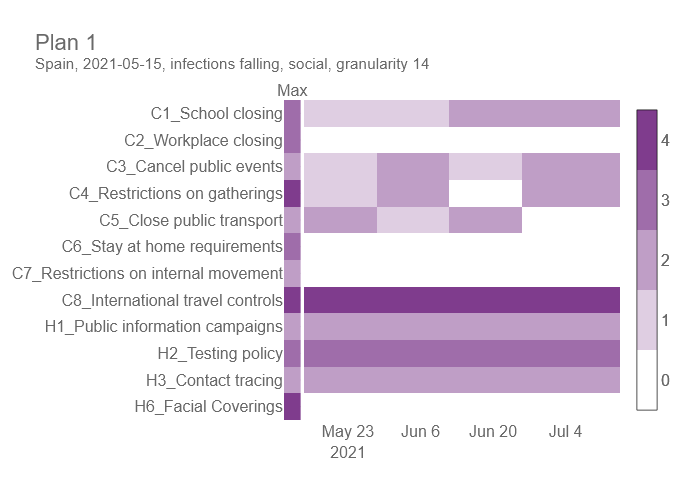 Plan 1
Spain, 2021-05-15, infections falling, social, granularity 14
Max
C1_School closing
C2_Workplace closing
C3_Cancel public events
C4_Restrictions on gatherings
C5_Close public transport
C6_Stay at home requirements
C7_Restrictions on internal movement
C8_International travel controls
H1_Public information campaigns
H2_Testing policy
H3_Contact tracing
H6_Facial Coverings
4
3
2
1
0
May 23 Jun 6 Jun 20 Jul 4
2021